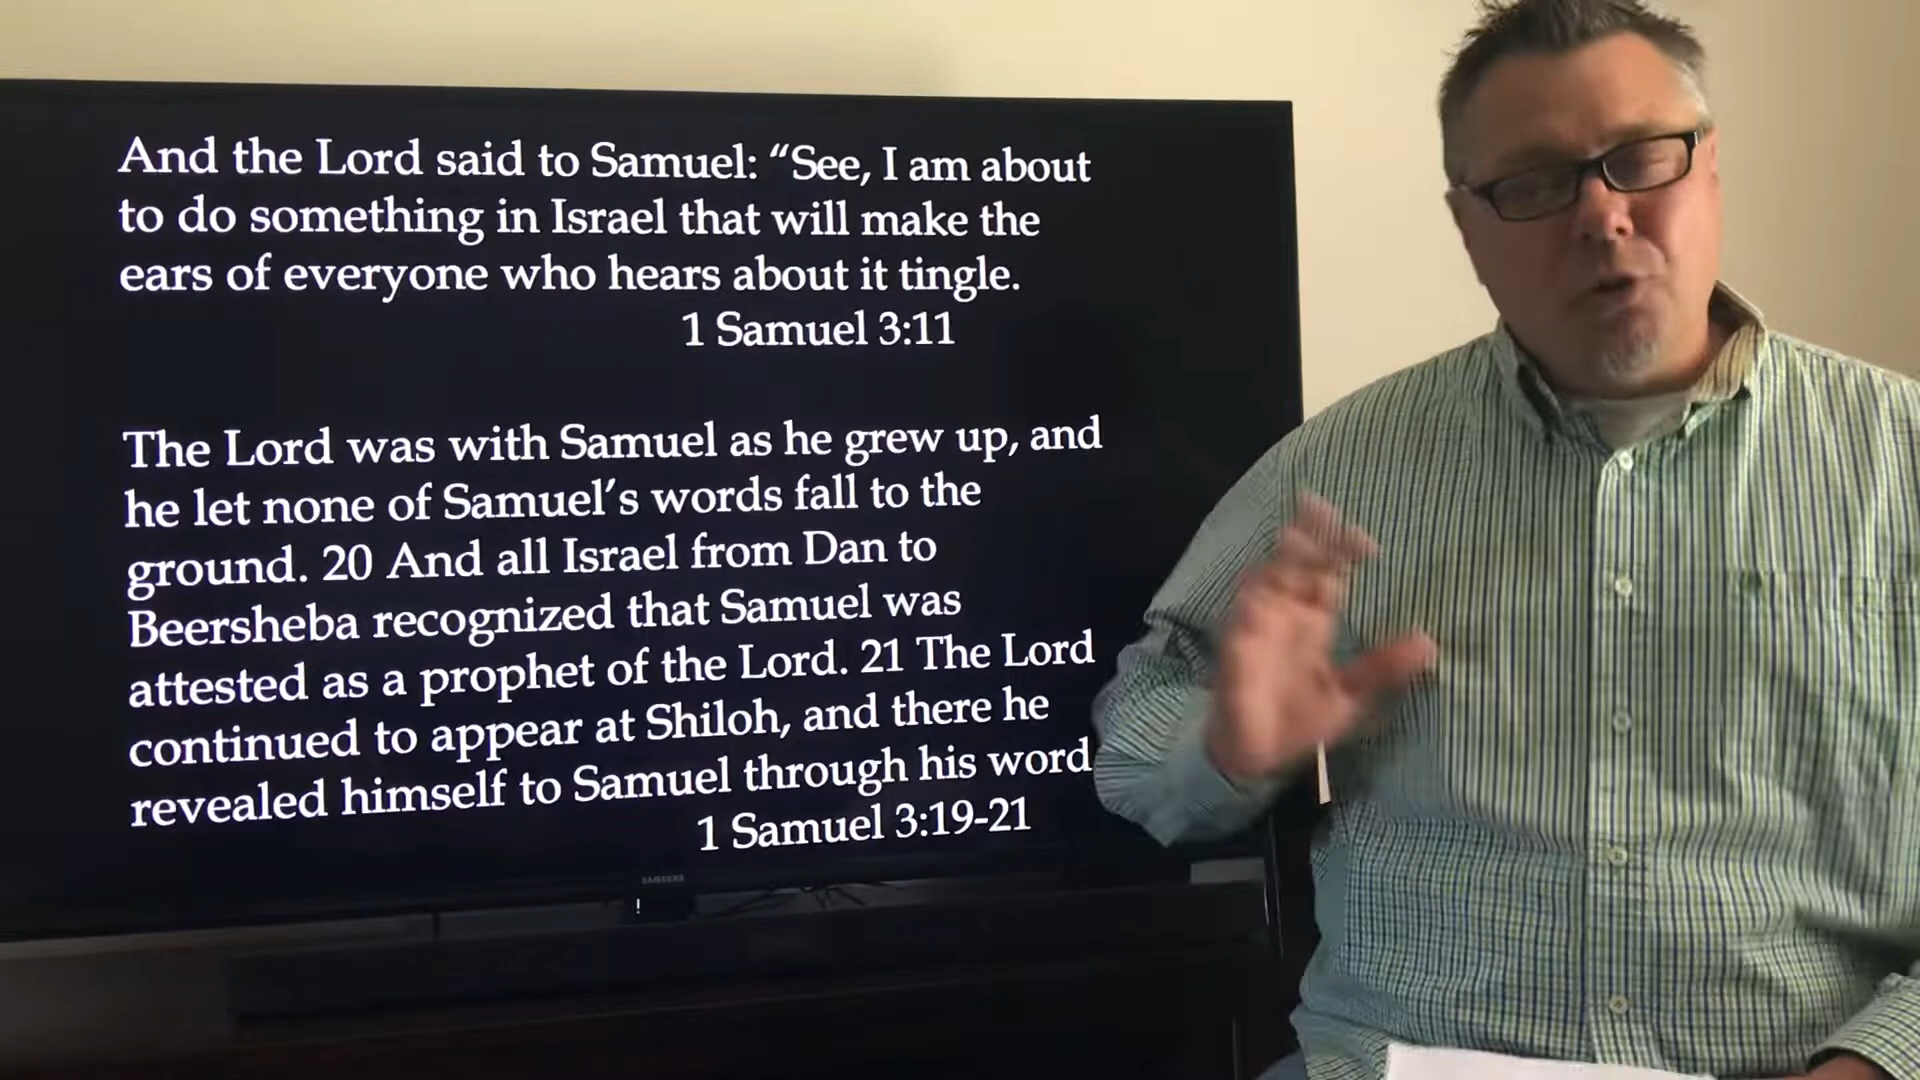 And the Lord said to Samuel: “See, I am about
to do something in Israel that will make the
ears of everyone who hears about it tingle.
1 Samuel 3:11
The Lord was with Samuel as he grew up, and
he let none of Samuel’s words fall to the
ground. 20 And all Israel from Dan to
Beersheba recognized that Samuel was
attested as a prophet of the Lord. 21 The Lord
continued to appear at Shiloh, and there he
revealed himself to Samuel through his word
1 Samuel 3:19-21
SAMSUNG